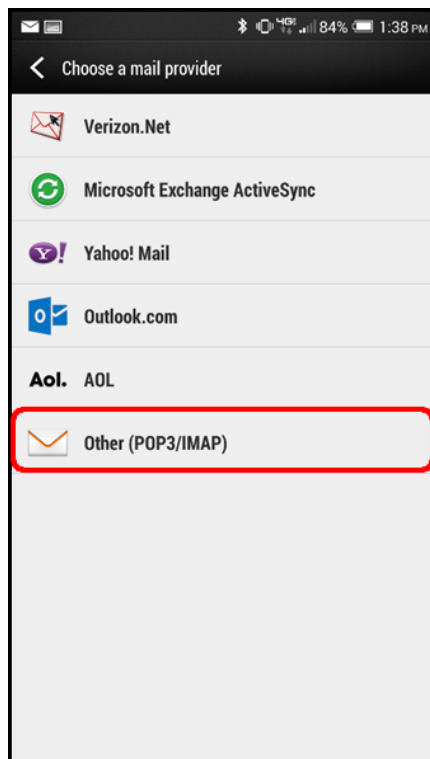 4G 84% 1:38 PM
Choose a mail provider
Verizon.Net
Microsoft Exchange ActiveSync
Y! Yahoo! Mail
Outlook.com
Aol. AOL
Other (POP3/IMAP)